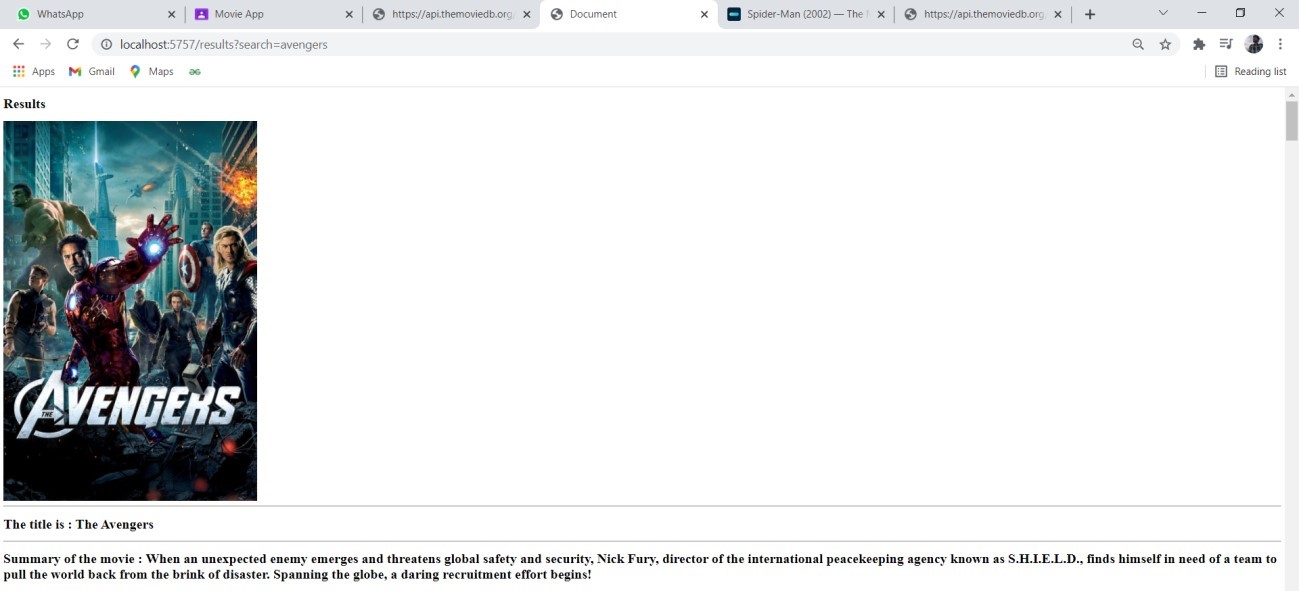 WhatsApp
Movie App
https://api.themoviedb.org
Document
Spider-Man (2002) — The
https://api.themoviedb.org
localhost:5757/results?search=avengers
Apps
Gmail
Maps
Reading list
Results
THE AVENGERS
The title is : The Avengers
Summary of the movie : When an unexpected enemy emerges and threatens global safety and security, Nick Fury, director of the international peacekeeping agency known as S.H.I.E.L.D., finds himself in need of a team to
pull the world back from the brink of disaster. Spanning the globe, a daring recruitment effort begins!